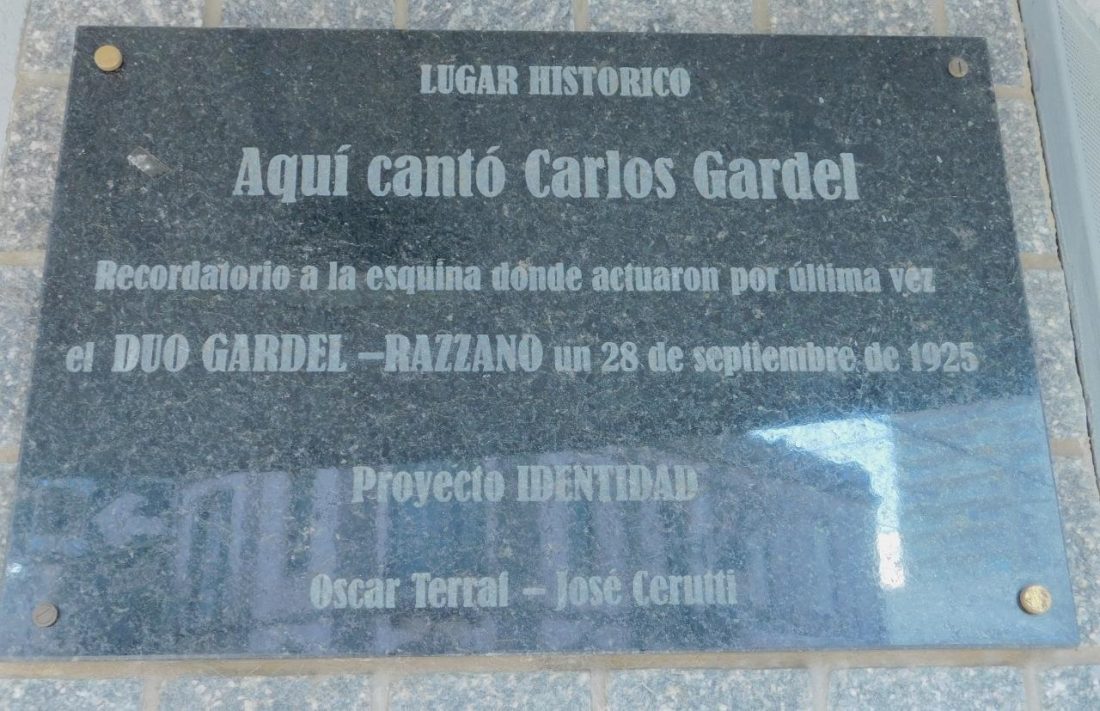 LUGAR HISTORICO
Aquí cantó Carlos Gardel
Recordatorio a la esquina donde actuaron por última vez
el DUO GARDEL –RAZZANO un 28 de septiembre de 1925
Proyecto IDENTIDAD
Oscar Terraf – José Cerutti